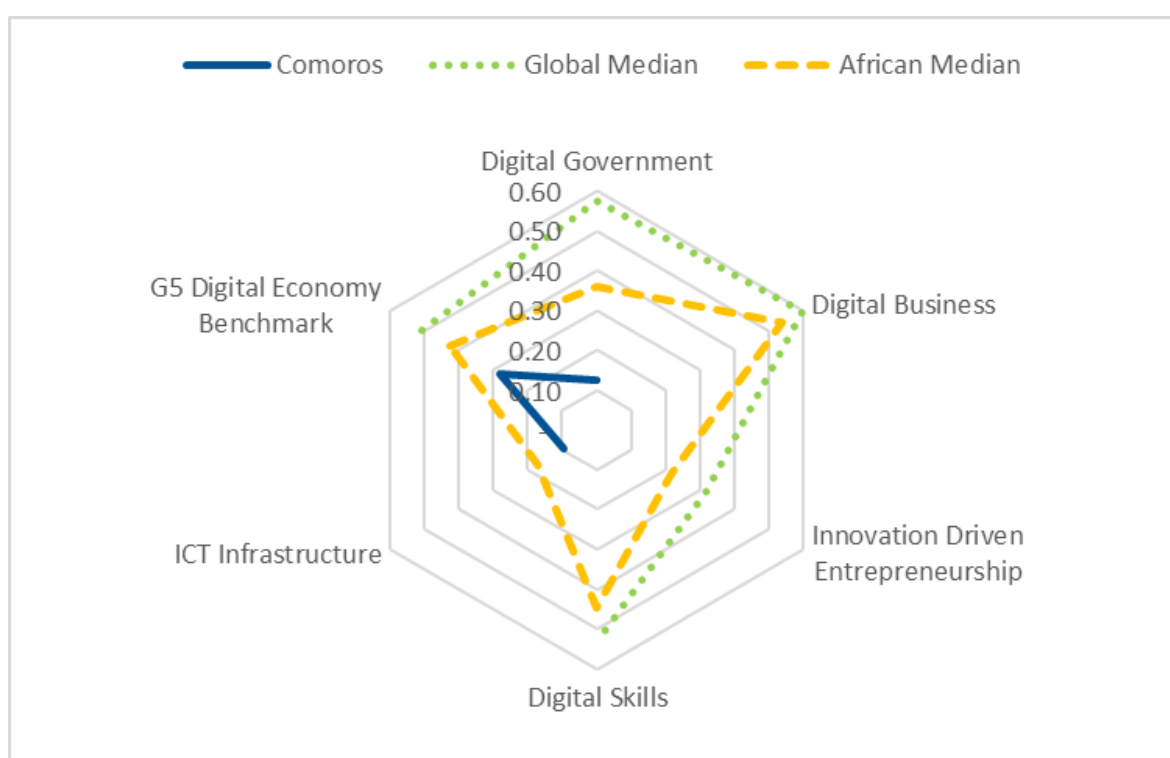 Comoros
Global Median
African Median
Digital Government
0.60
0.50
0.40
0.30
0.20
0.10
-
G5 Digital Economy
Benchmark
Digital Business
ICT Infrastructure
Innovation Driven
Entrepreneurship
Digital Skills